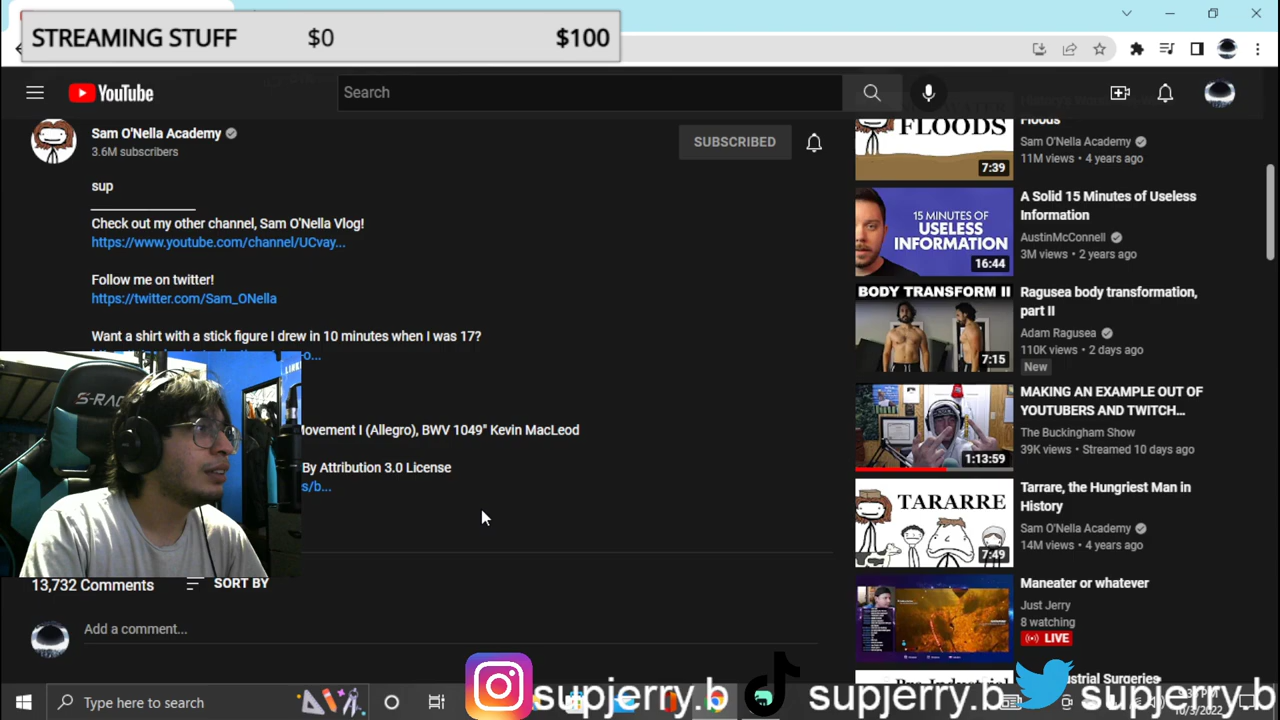 STREAMING STUFF $0 $100
YouTube
Search
Sam O'Nella Academy
3.6M subscribers
SUBSCRIBED
sup
Check out my other channel, Sam O'Nella Vlog!
https://www.youtube.com/channel/UCvay...
Follow me on twitter!
https://twitter.com/Sam_ONella
Want a shirt with a stick figure I drew in 10 minutes when I was 17?
Movement I (Allegro), BWV 1049" Kevin MacLeod
By Attribution 3.0 License
s/b...
13,732 Comments
SORT BY
Add a comment...
FLOODS
7:39
Floods
Sam O'Nella Academy
11M views • 4 years ago
15 MINUTES OF
USELESS
INFORMATION
16:44
A Solid 15 Minutes of Useless
Information
AustinMcConnell
3M views • 2 years ago
BODY TRANSFORM II
7:15
Ragusea body transformation,
part II
Adam Ragusea
110K views • 2 days ago
New
1:13:59
MAKING AN EXAMPLE OUT OF
YOUTUBERS AND TWITCH...
The Buckingham Show
39K views • Streamed 10 days ago
TARARRE
7:49
Tarrare, the Hungriest Man in
History
Sam O'Nella Academy
14M views • 4 years ago
Maneater or whatever
Just Jerry
8 watching
LIVE
Industrial Surgeries
Type here to search
supjerry.b
supjerry.b
supjerry.b
10/3/2022